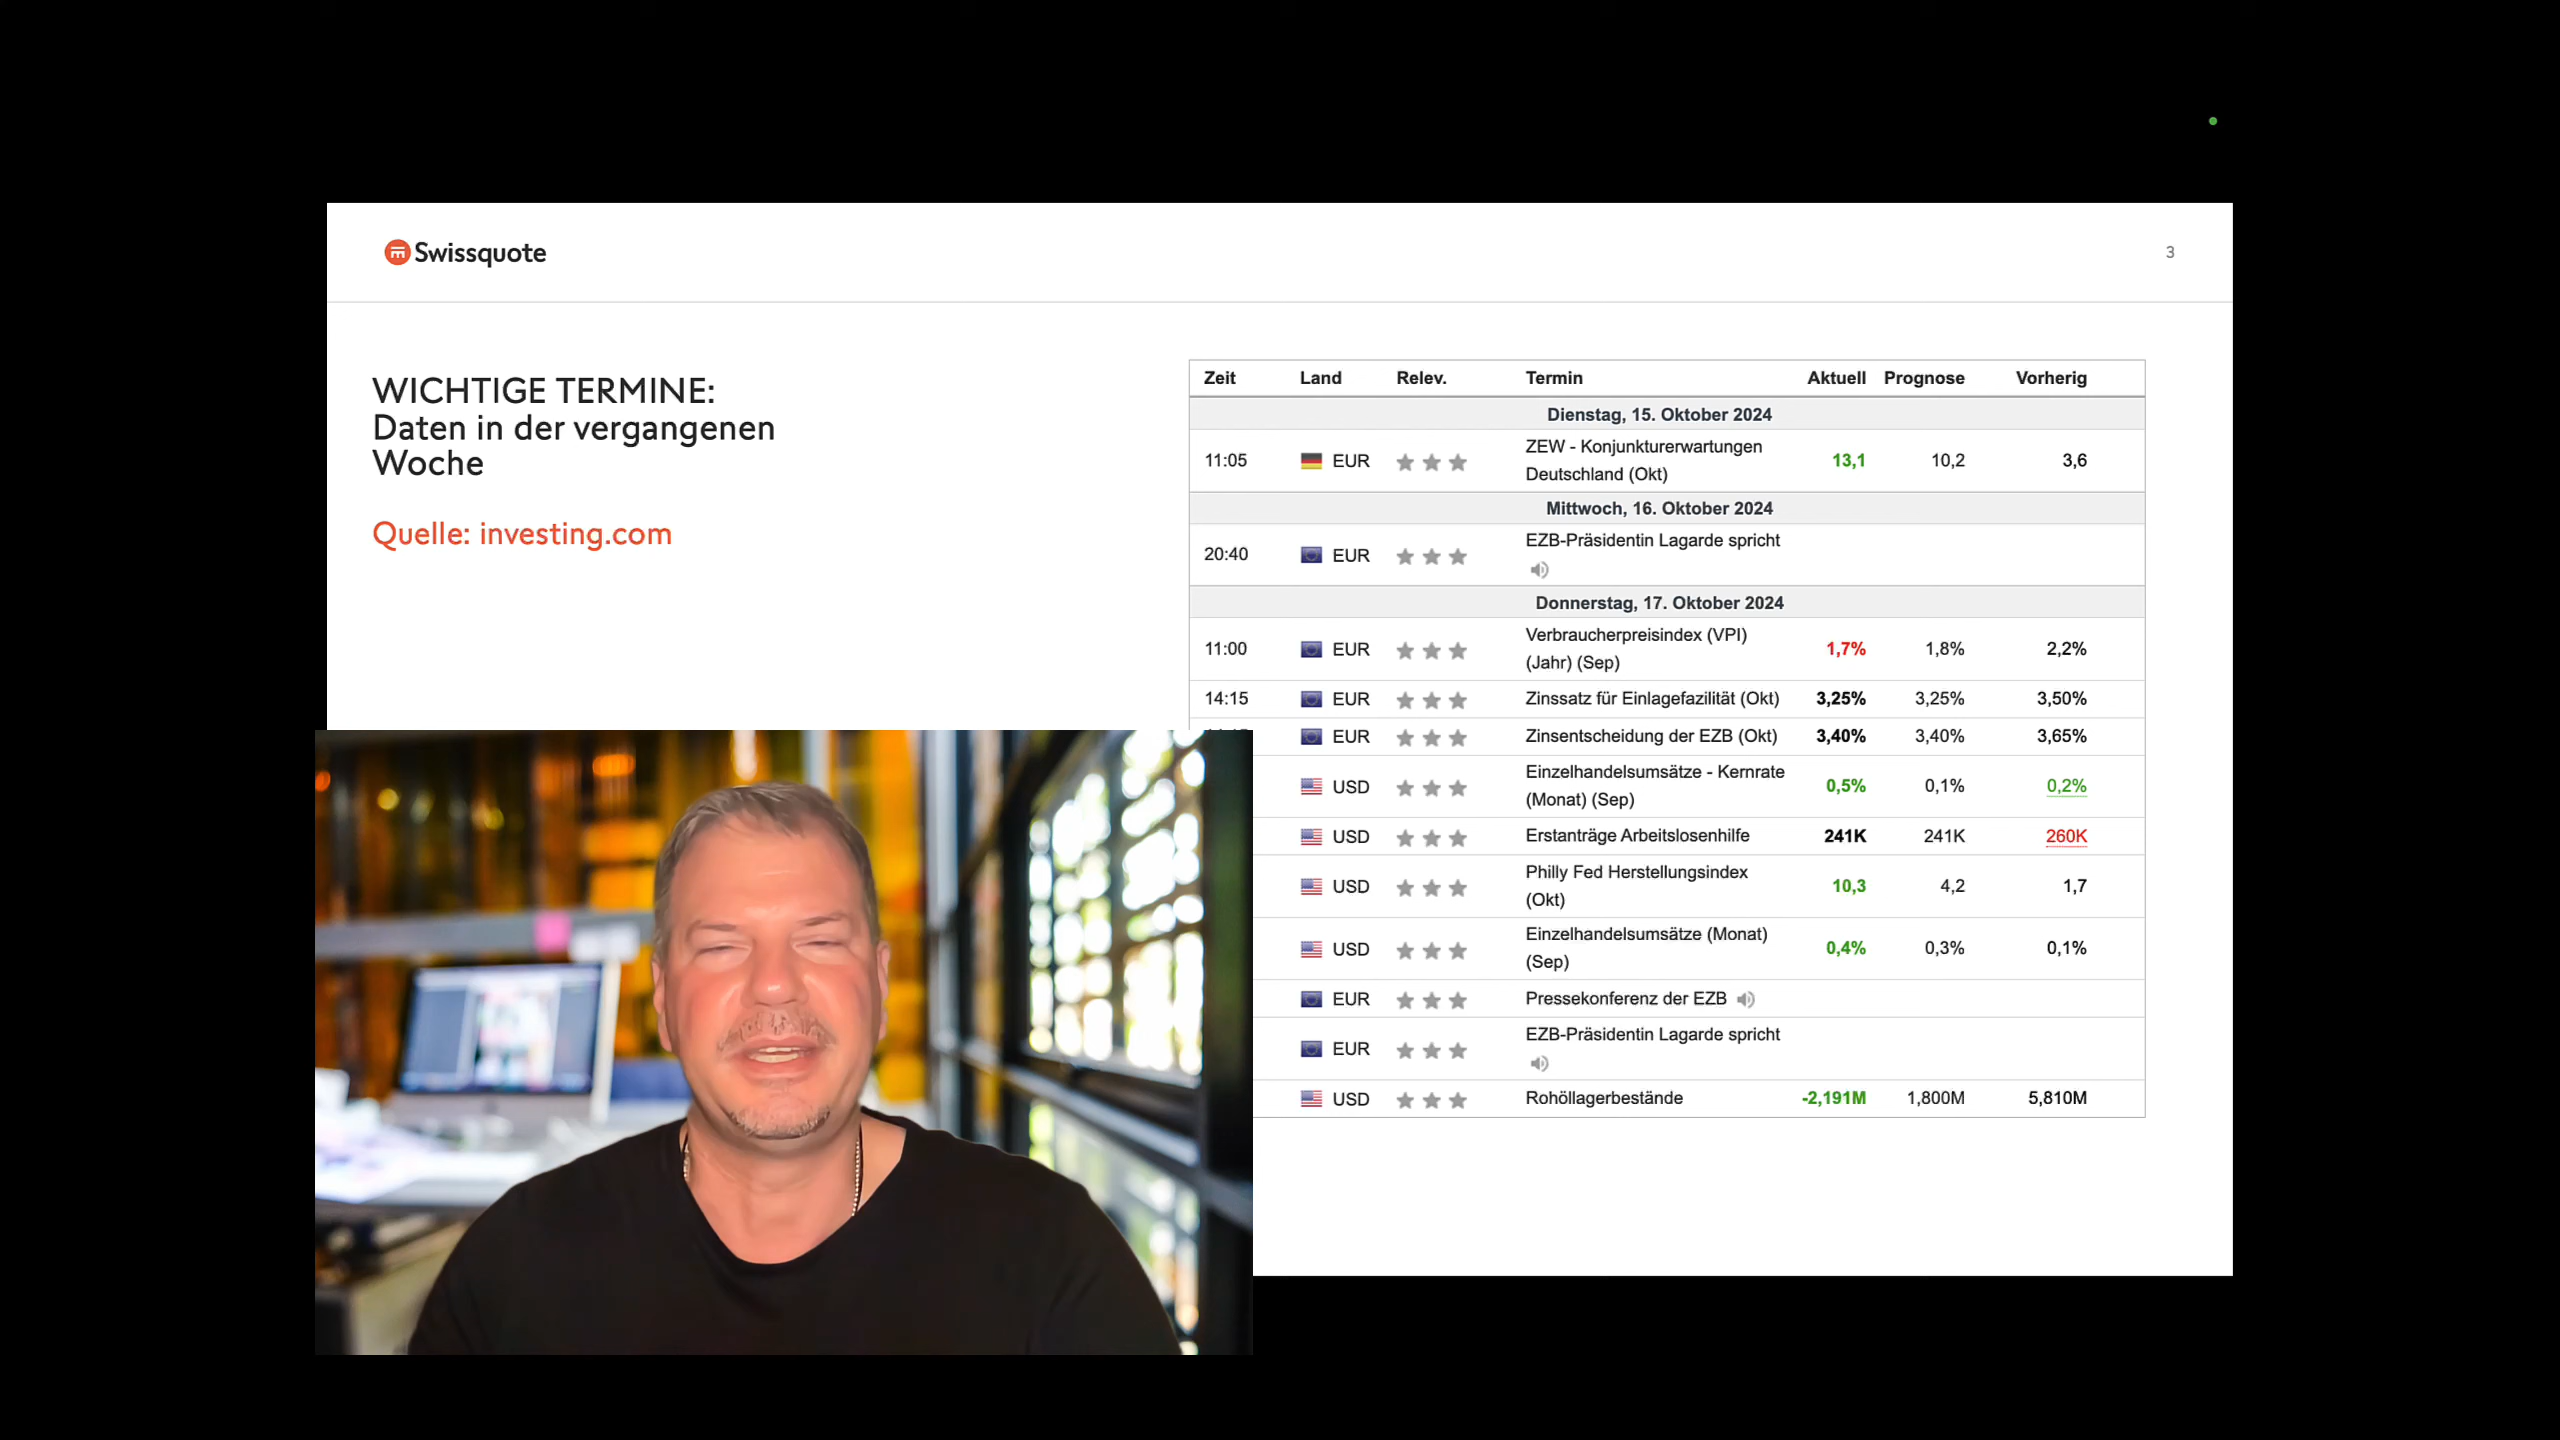 Swissquote
3
WICHTIGE TERMINE:
Daten in der vergangenen
Woche
Quelle: investing.com
Zeit Land Relev. Termin Aktuell Prognose Vorherig
Dienstag, 15. Oktober 2024
11:05 EUR ZEW - Konjunkturerwartungen Deutschland (Okt) 13,1 10,2 3,6
Mittwoch, 16. Oktober 2024
20:40 EUR EZB-Präsidentin Lagarde spricht
Donnerstag, 17. Oktober 2024
11:00 EUR Verbraucherpreisindex (VPI) (Jahr) (Sep) 1,7% 1,8% 2,2%
14:15 EUR Zinssatz für Einlagefazilität (Okt) 3,25% 3,25% 3,50%
EUR Zinsentscheidung der EZB (Okt) 3,40% 3,40% 3,65%
USD Einzelhandelsumsätze - Kernrate (Monat) (Sep) 0,5% 0,1% 0,2%
USD Erstanträge Arbeitslosenhilfe 241K 241K 260K
USD Philly Fed Herstellungsindex (Okt) 10,3 4,2 1,7
USD Einzelhandelsumsätze (Monat) (Sep) 0,4% 0,3% 0,1%
EUR Pressekonferenz der EZB
EUR EZB-Präsidentin Lagarde spricht
USD Rohöllagerbestände -2,191M 1,800M 5,810M